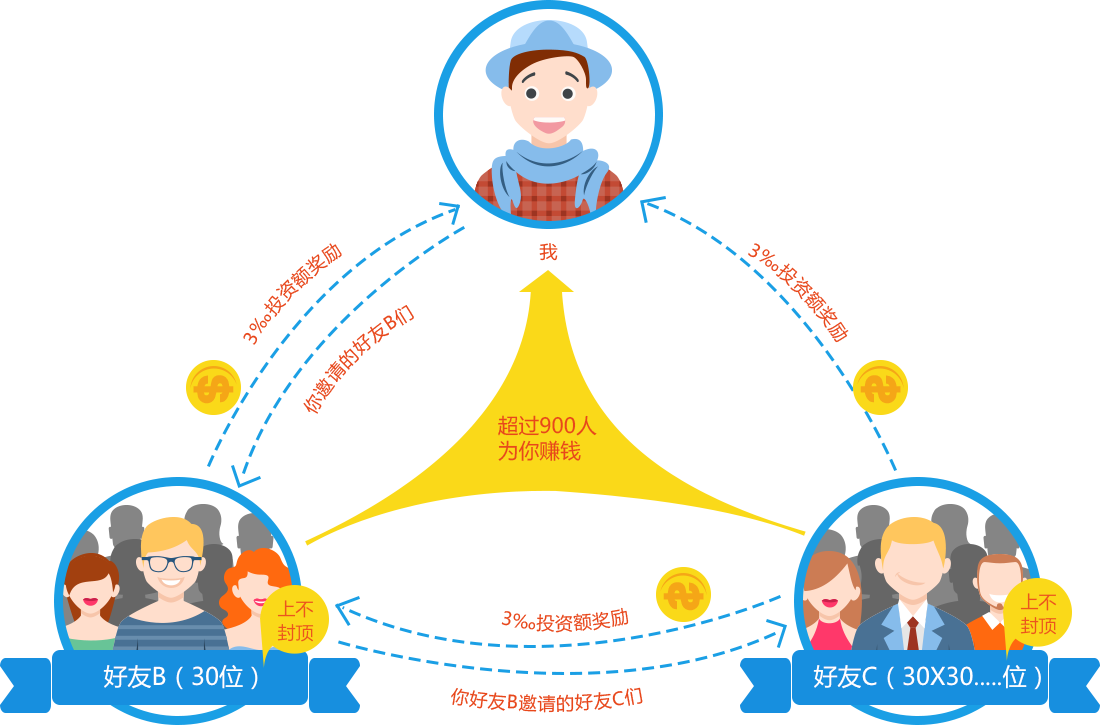 我
3‰投资额奖励
你邀请的好友B们
3‰投资额奖励
超过900人
为你赚钱
上不
封顶
好友B（30位）
3‰投资额奖励
你好友B邀请的好友C们
上不
封顶
好友C（30X30.....位）